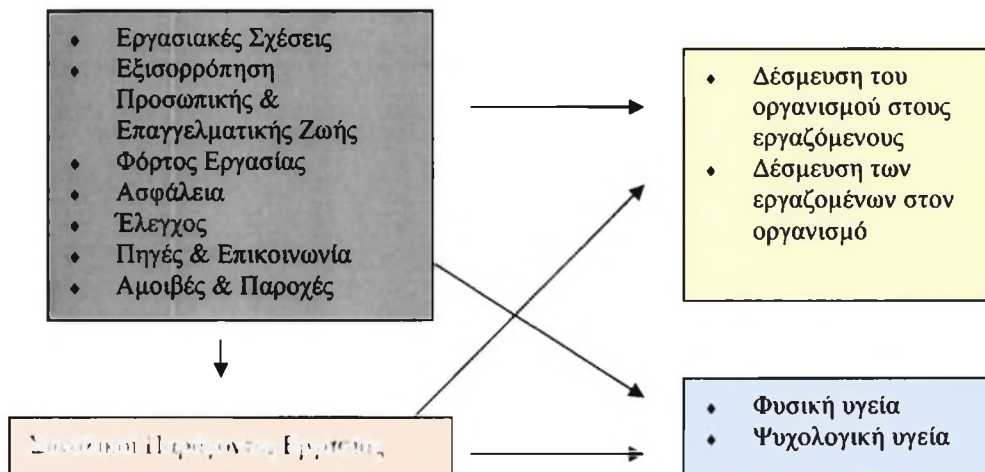 Εργασιακές Σχέσεις
Εξισορρόπηση
Προσωπικής &
Επαγγελματικής Ζωής
Φόρτος Εργασίας
Ασφάλεια
Έλεγχος
Πηγές & Επικοινωνία
Αμοιβές & Παροχές
Δέσμευση του
οργανισμού στους
εργαζόμενους
Δέσμευση των
εργαζομένων στον
οργανισμό
Εργασίας
Φυσική υγεία
Ψυχολογική υγεία